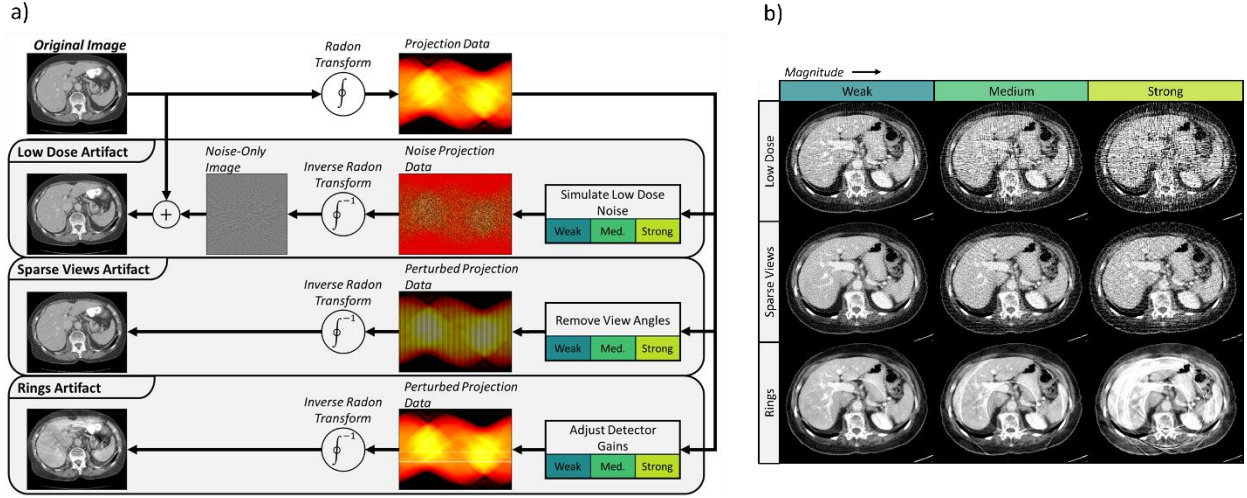 a)
Original Image
Radon
Transform
Projection Data
∮
Low Dose Artifact
Noise-Only
Image
Inverse Radon
Transform
Noise Projection
Data
+
∮⁻¹
Simulate Low Dose
Noise
Weak Med. Strong
Sparse Views Artifact
Inverse Radon
Transform
Perturbed Projection
Data
∮⁻¹
Remove View Angles
Weak Med. Strong
Rings Artifact
Inverse Radon
Transform
Perturbed Projection
Data
∮⁻¹
Adjust Detector
Gains
Weak Med. Strong
b)
Magnitude
Weak Medium Strong
Low Dose
Sparse Views
Rings